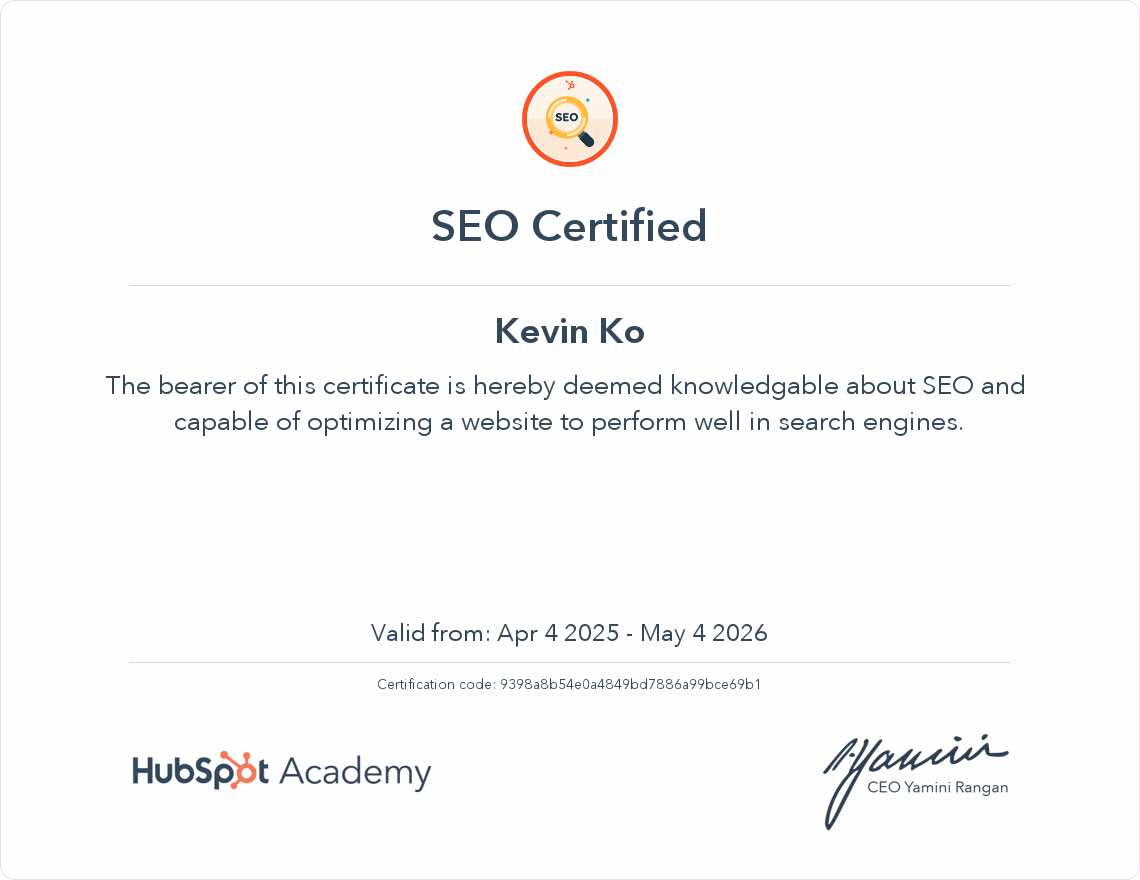 SEO
SEO Certified
Kevin Ko
The bearer of this certificate is hereby deemed knowledgable about SEO and
capable of optimizing a website to perform well in search engines.
Valid from: Apr 4 2025 - May 4 2026
Certification code: 9398a8b54e0a4849bd7886a99bce69b1
HubSpot Academy
Yamini
CEO Yamini Rangan